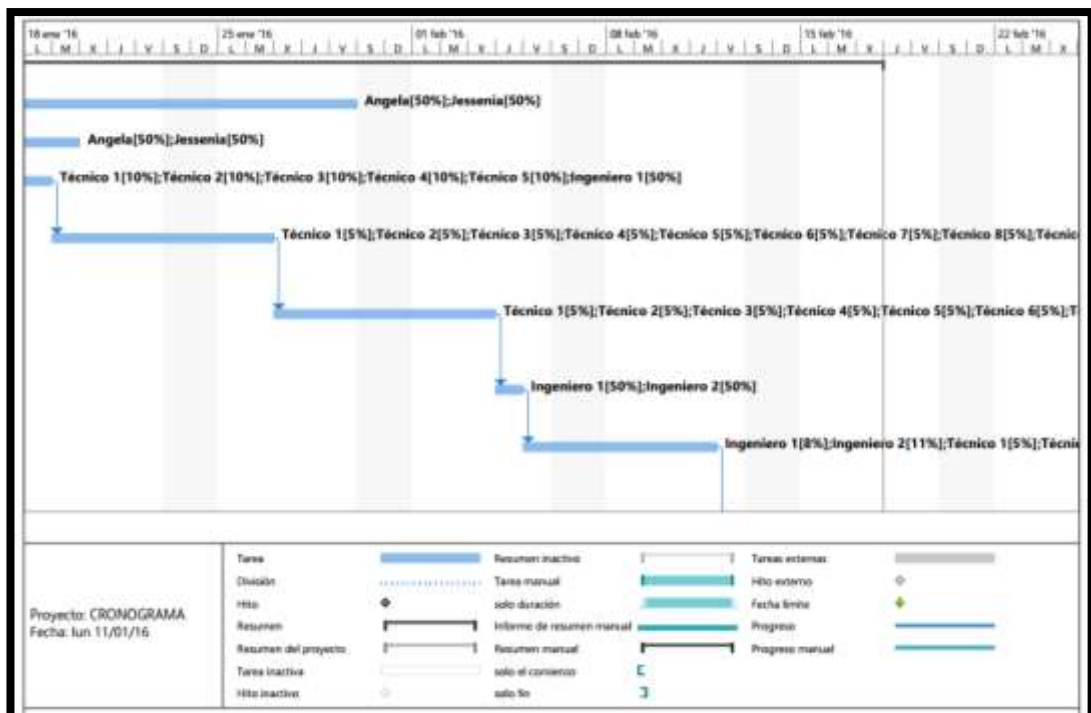 18 ene '16 25 ene '16 01 feb '16 08 feb '16 15 feb '16 22 feb '16
L M X J V S D L M X J V S D L M X J V S D L M X J V S D L M X J V S D L M X
Angela[50%];Jessenia[50%]
Angela[50%];Jessenia[50%]
Técnico 1[10%];Técnico 2[10%];Técnico 3[10%];Técnico 4[10%];Técnico 5[10%];Ingeniero 1[50%]
Técnico 1[5%];Técnico 2[5%];Técnico 3[5%];Técnico 4[5%];Técnico 5[5%];Técnico 6[5%];Técnico 7[5%];Técnico 8[5%];Técnico
Técnico 1[5%];Técnico 2[5%];Técnico 3[5%];Técnico 4[5%];Técnico 5[5%];Técnico 6[5%];T
Ingeniero 1[50%];Ingeniero 2[50%]
Ingeniero 1[8%];Ingeniero 2[11%];Técnico 1[5%];Técni
Proyecto: CRONOGRAMA
Fecha: lun 11/01/16
Tarea
División
Hito
Resumen
Resumen del proyecto
Tarea inactiva
Hito inactivo
Resumen inactivo
Tarea manual
solo duración
Informe de resumen manual
Resumen manual
solo el comienzo
solo fin
Tareas externas
Hito externo
Fecha límite
Progreso
Progreso manual